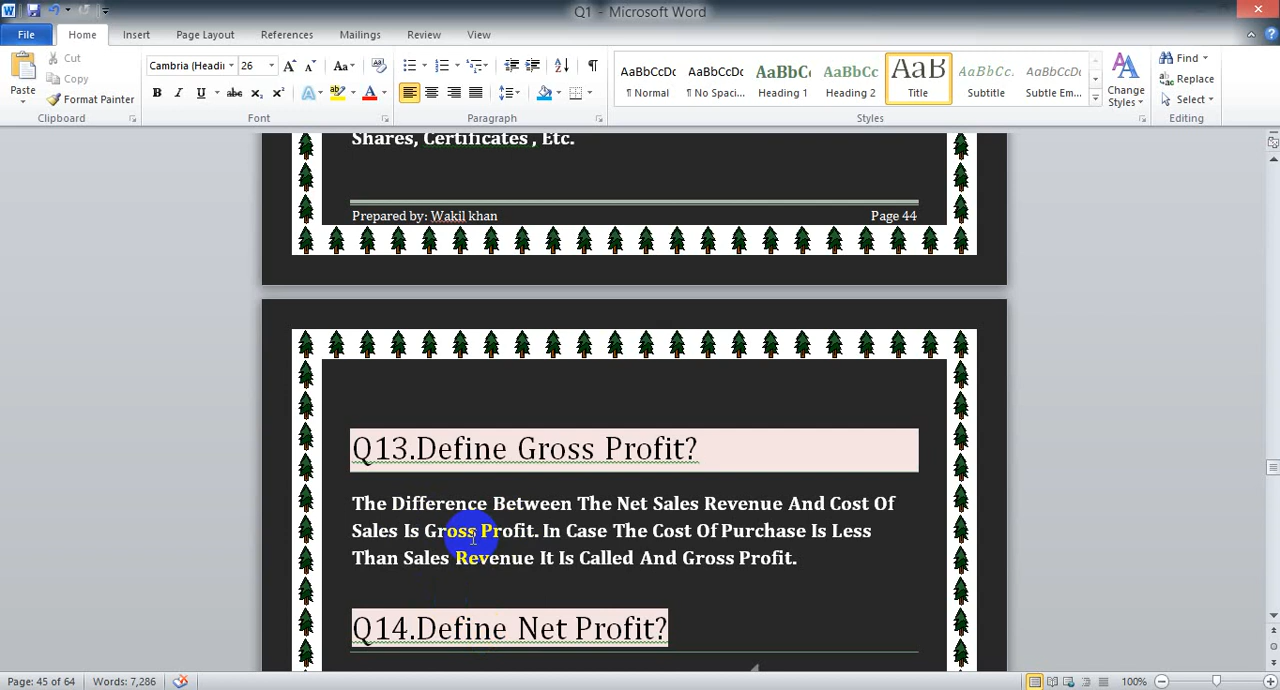 Q1 - Microsoft Word
File Home Insert Page Layout References Mailings Review View
Cut
Copy
Format Painter
Paste
Clipboard
Cambria (Headi 26
Font
Paragraph
AaBbCcDc AaBbCcDc AaBbCc AaBbCc AaB AaBbCc. AaBbCcDc
¶ Normal ¶ No Spaci... Heading 1 Heading 2 Title Subtitle Subtle Em...
Change Styles
Styles
Find
Replace
Select
Editing
Shares, Certificates , Etc.
Prepared by: Wakil khan Page 44
Q13.Define Gross Profit?
The Difference Between The Net Sales Revenue And Cost Of
Sales Is Gross Profit. In Case The Cost Of Purchase Is Less
Than Sales Revenue It Is Called And Gross Profit.
Q14.Define Net Profit?
Page: 45 of 64 Words: 7,286 100%